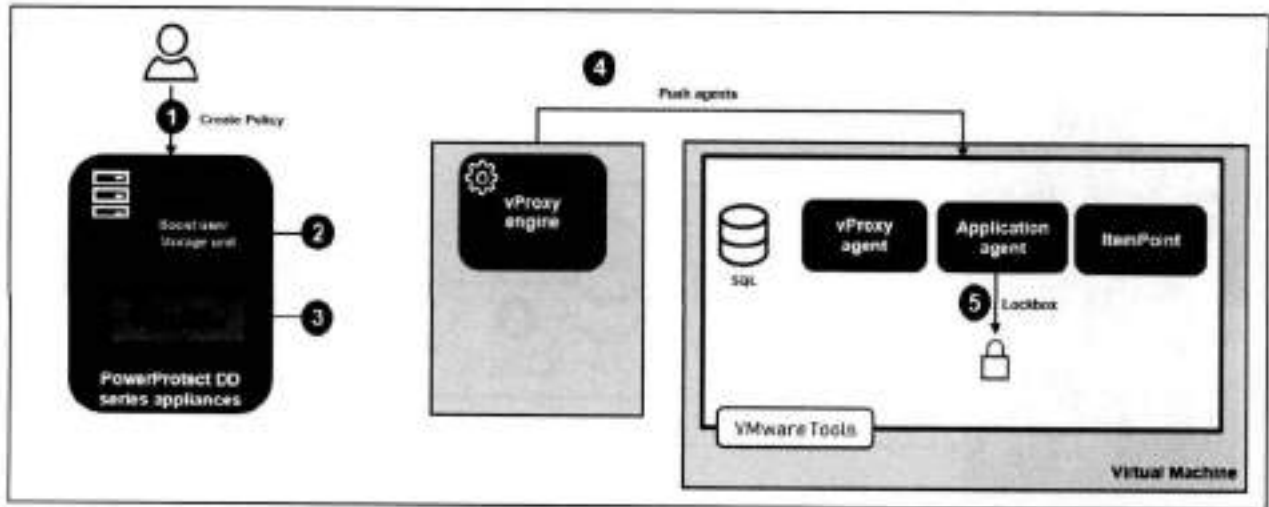 4
Push agents
1
Create Policy
vProxy
engine
Boost user
Storage unit
2
3
PowerProtect DD
series appliances
SQL
vProxy
agent
Application
agent
ItemPoint
5
Lockbox
VMware Tools
Virtual Machine